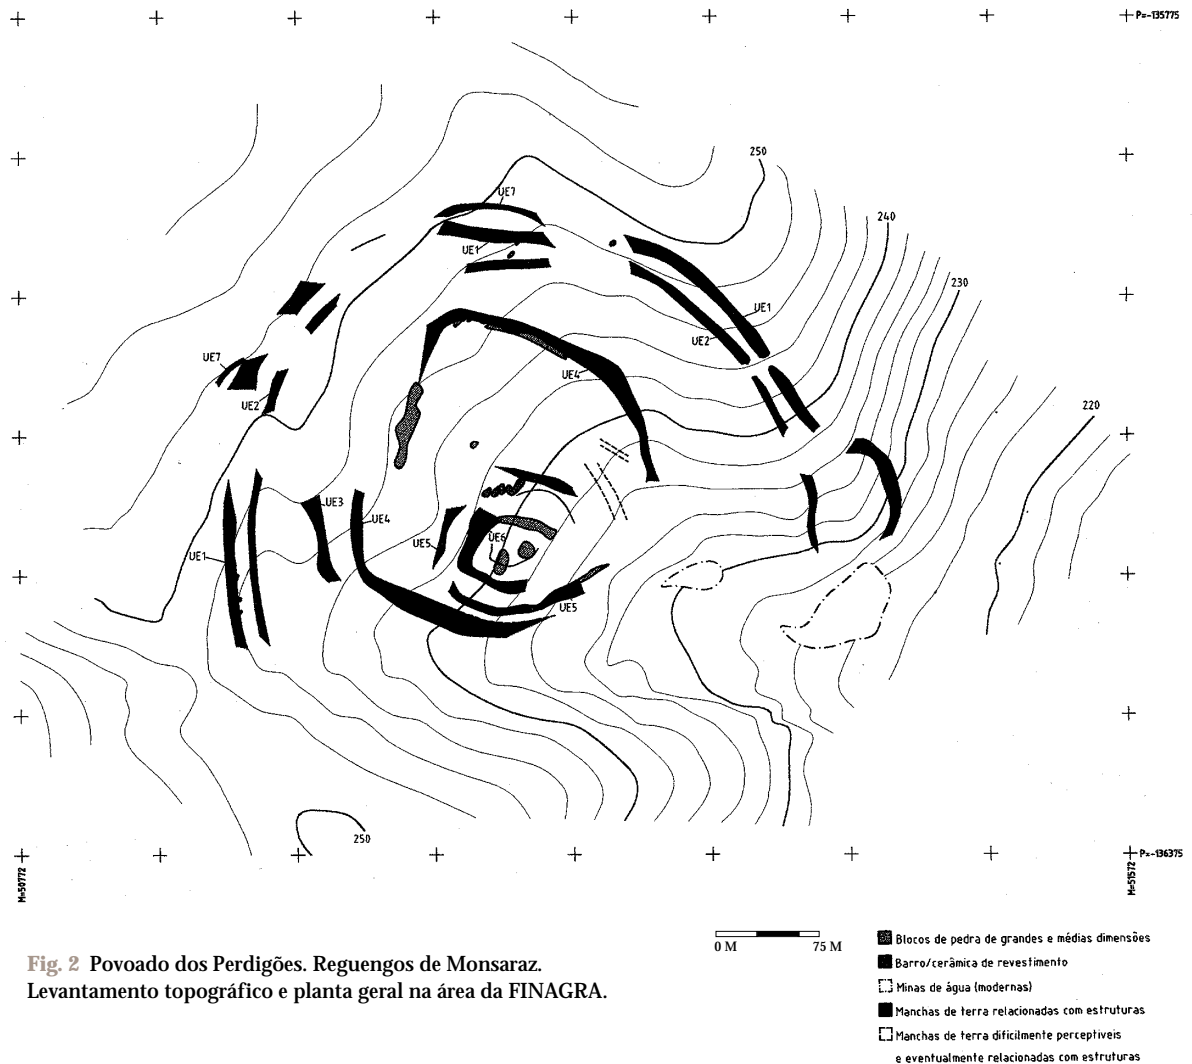 P=-135775
250
UE7
240
UE1
230
UE1
UE2
UE7
UE4
UE2
220
UE3
UE4
UE6
UE5
UE1
UE5
250
P=-136375
M=50772
M=51572
0 M 75 M
Blocos de pedra de grandes e médias dimensões
Barro/cerâmica de revestimento
Minas de água (modernas)
Manchas de terra relacionadas com estruturas
Manchas de terra dificilmente perceptiveis
e eventualmente relacionadas com estruturas
Fig. 2 Povoado dos Perdigões. Reguengos de Monsaraz.
Levantamento topográfico e planta geral na área da FINAGRA.